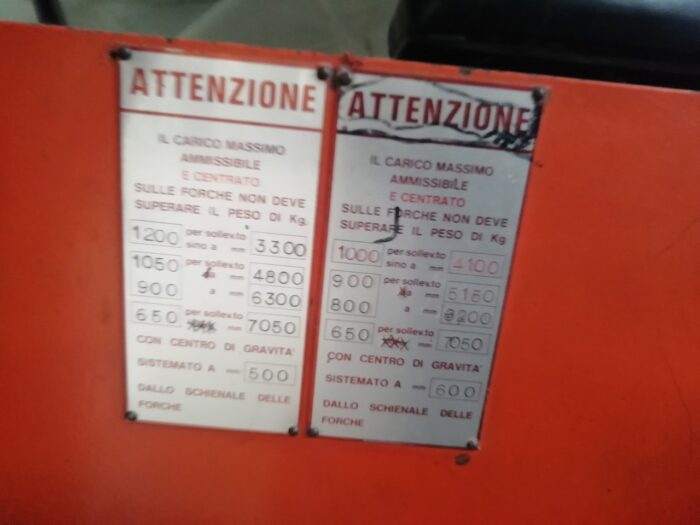 ATTENZIONE
IL CARICO MASSIMO
AMMISSIBILE
E CENTRATO
SULLE FORCHE NON DEVE
SUPERARE IL PESO DI Kg.
1200 per sollev.to sino a mm 3300
1050 per sollev.to a mm 4800
900 a mm 6300
650 per sollev.to mm 7050
CON CENTRO DI GRAVITA'
SISTEMATO A mm 500
DALLO SCHIENALE DELLE
FORCHE
ATTENZIONE
IL CARICO MASSIMO
AMMISSIBILE
E CENTRATO
SULLE FORCHE NON DEVE
SUPERARE IL PESO DI Kg
1000 per sollev.to sino a mm 4100
900 per sollev.to a mm 5150
800 a mm
650 per sollev.to mm 7050
CON CENTRO DI GRAVITA'
SISTEMATO A mm 600
DALLO SCHIENALE DELLE
FORCHE